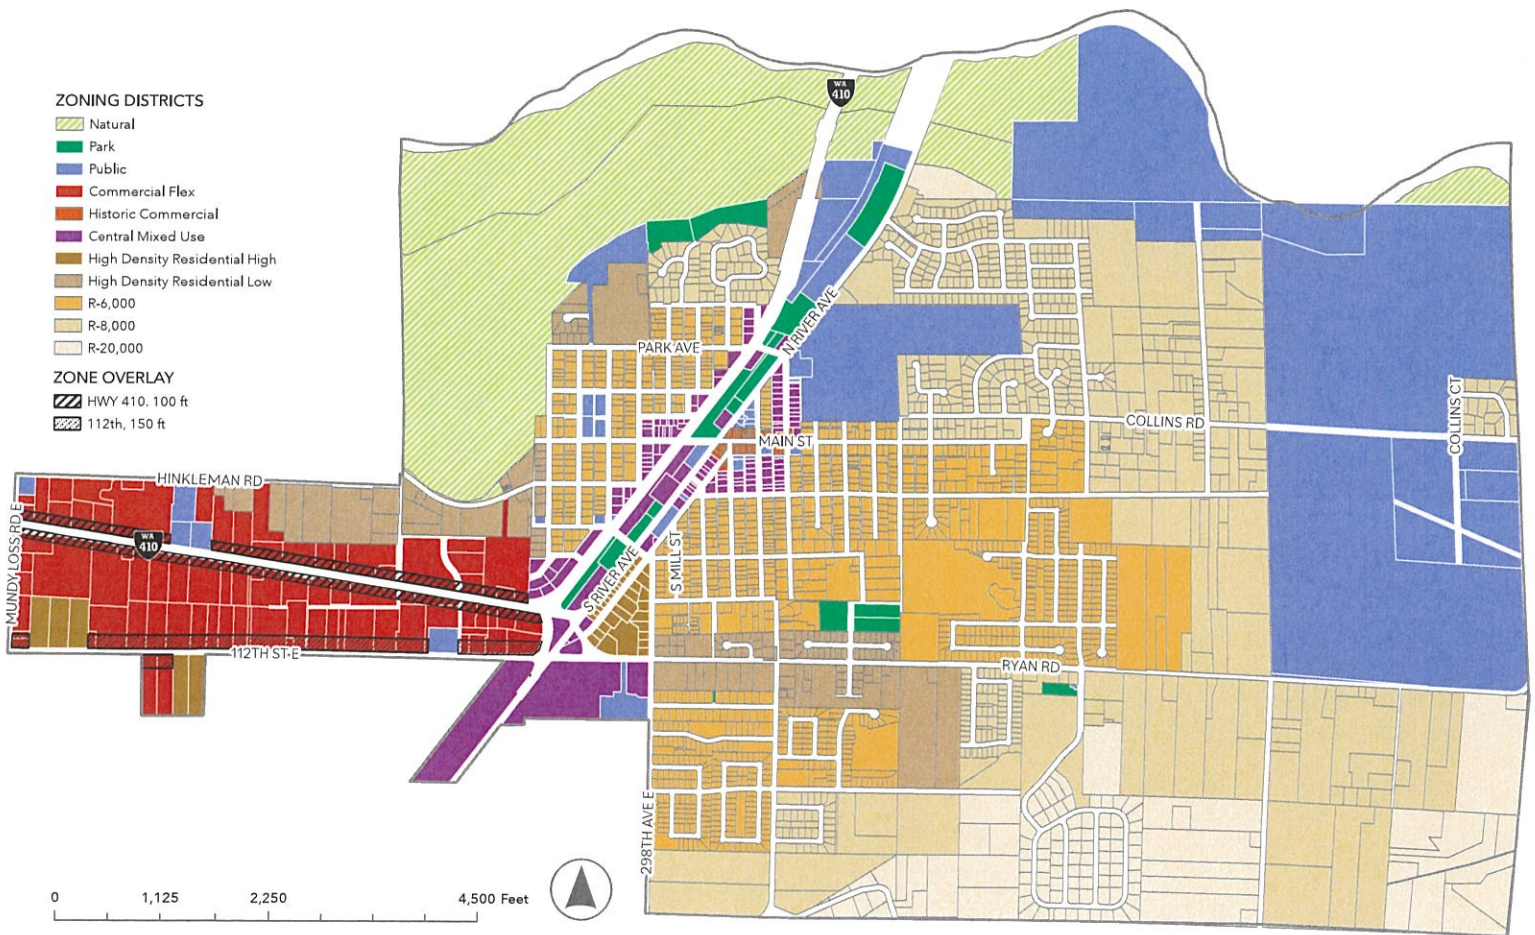 ZONING DISTRICTS
Natural
Park
Public
Commercial Flex
Historic Commercial
Central Mixed Use
High Density Residential High
High Density Residential Low
R-6,000
R-8,000
R-20,000
ZONE OVERLAY
HWY 410. 100 ft
112th, 150 ft
WA
410
N RIVER AVE
PARK AVE
COLLINS RD
COLLINS CT
MAIN ST
HINKLEMAN RD
MUNDY LOSS RD E
WA
410
S RIVER AVE
S MILL ST
112TH ST E
RYAN RD
298TH AVE E
0 1,125 2,250 4,500 Feet